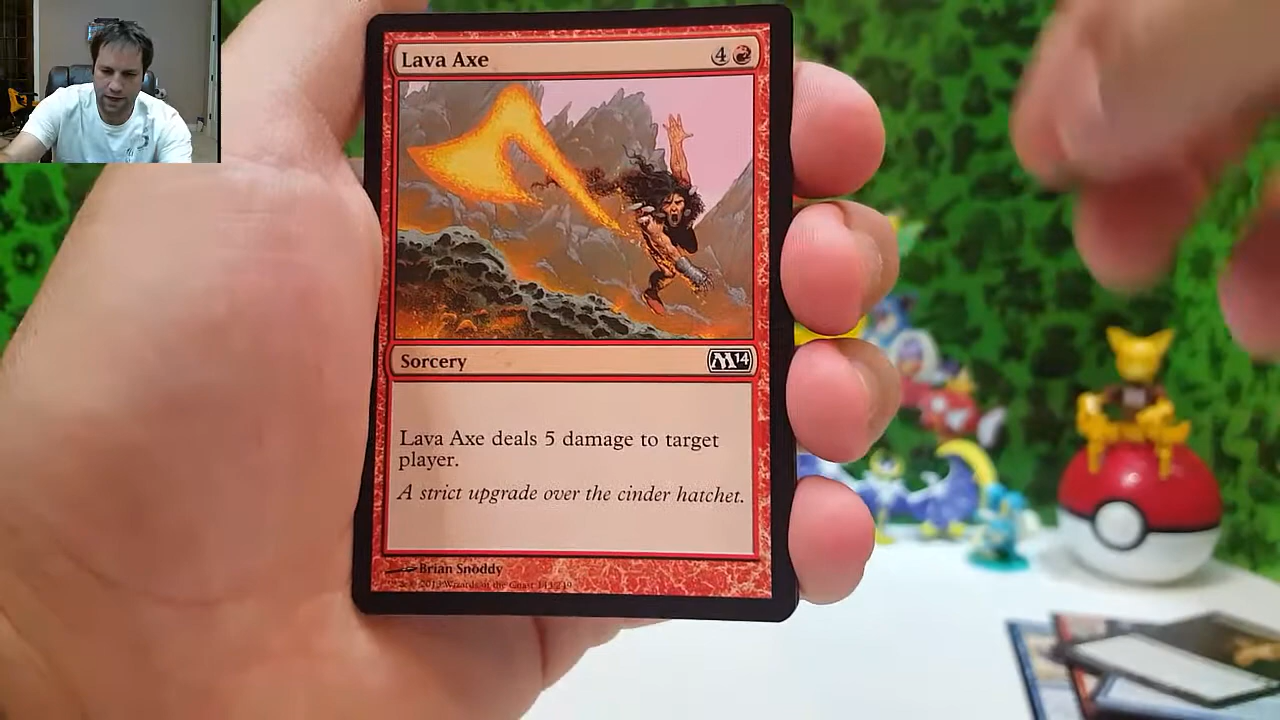 Lava Axe 4
Sorcery M14
Lava Axe deals 5 damage to target
player.
A strict upgrade over the cinder hatchet.
Brian Snoddy